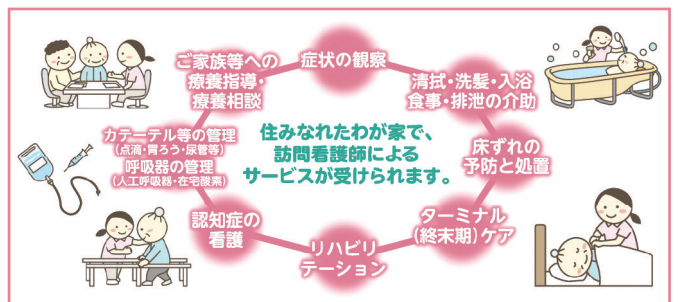 症状の観察
清拭・洗髪・入浴
食事・排泄の介助
床ずれの
予防と処置
ターミナル
(終末期)ケア
リハビリ
テーション
認知症の
看護
カテーテル等の管理
(点滴・胃ろう・尿管等)
呼吸器の管理
(人工呼吸器・在宅酸素)
ご家族等への
療養指導・
療養相談
住みなれたわが家で、
訪問看護師による
サービスが受けられます。